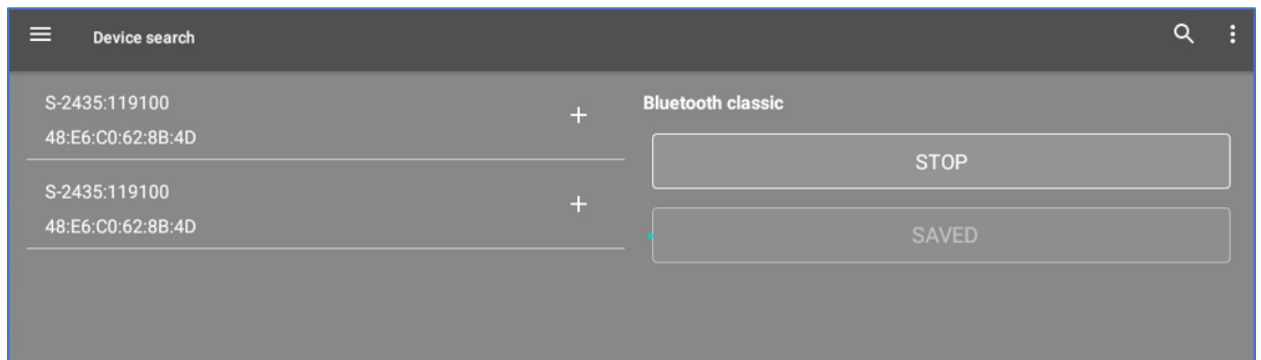 Device search
S-2435:119100
48:E6:C0:62:8B:4D
S-2435:119100
48:E6:C0:62:8B:4D
Bluetooth classic
STOP
SAVED